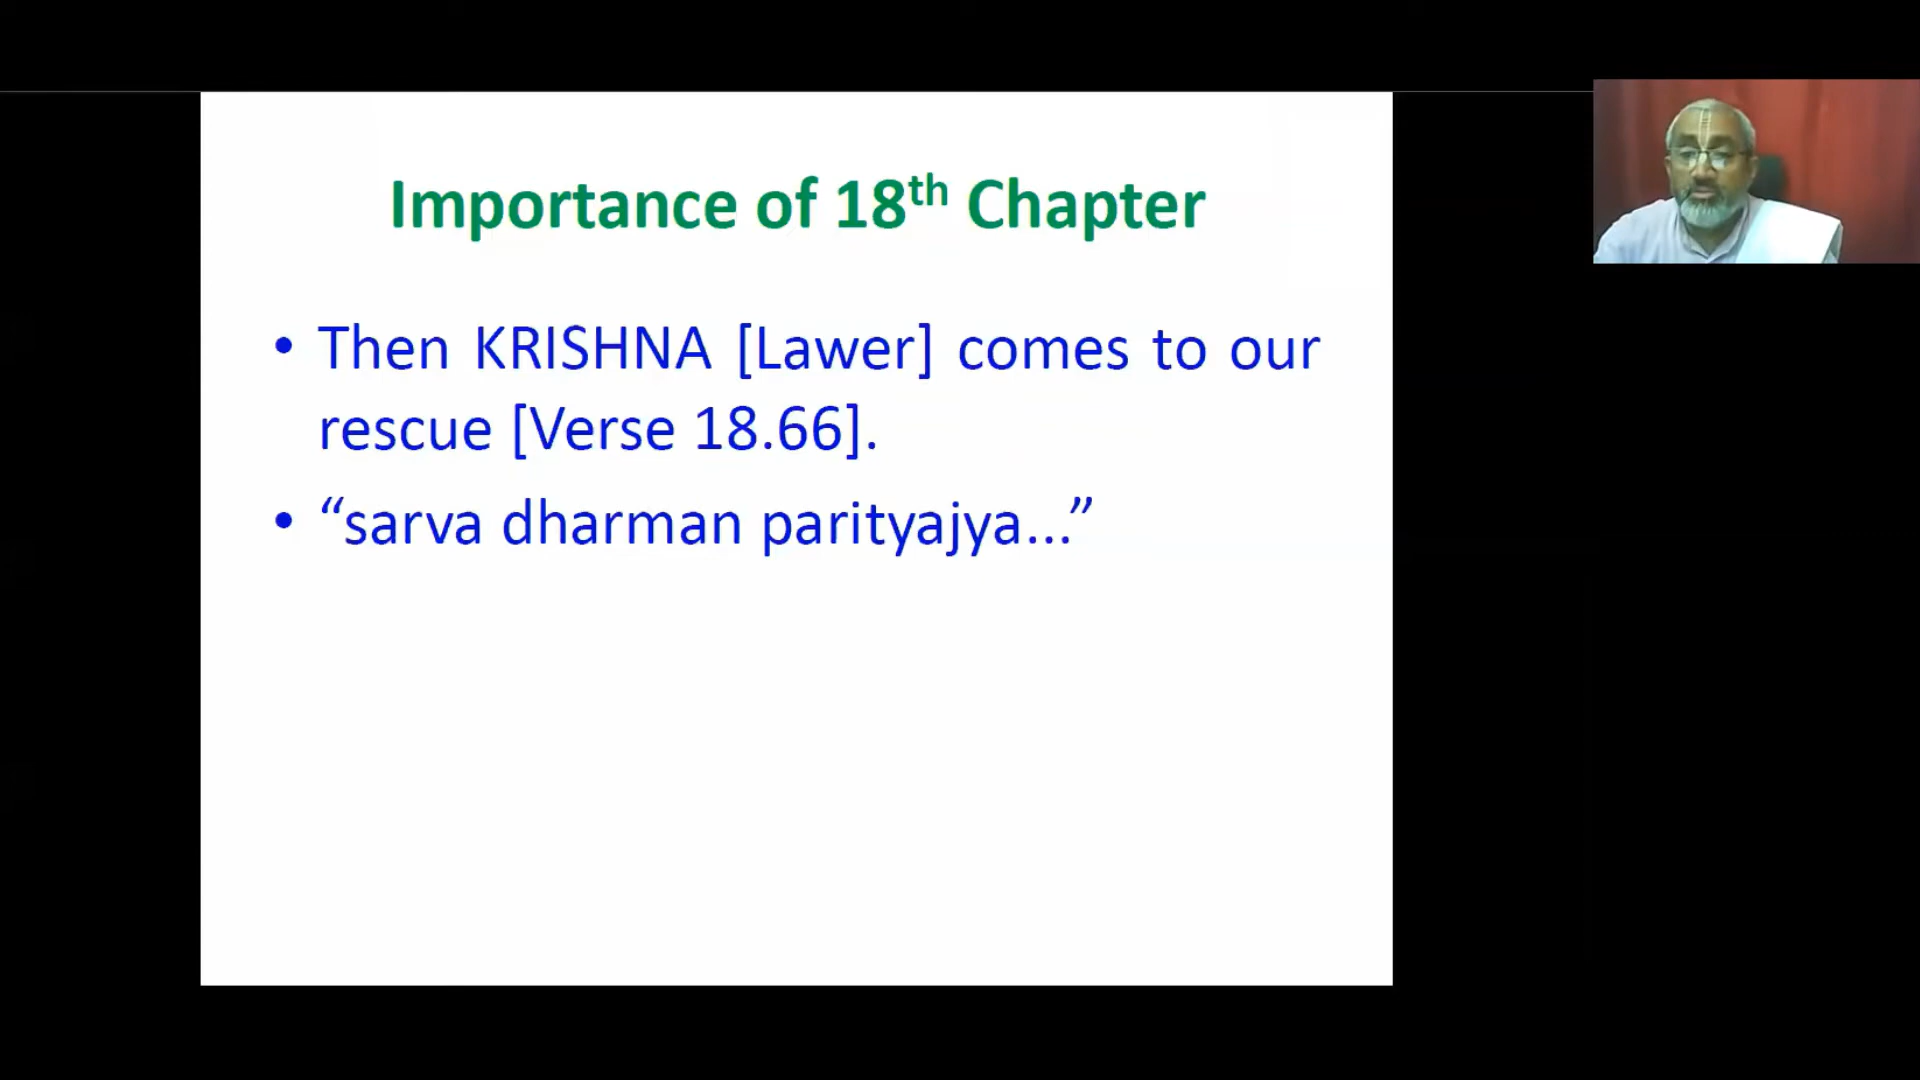 Importance of 18th Chapter
• Then KRISHNA [Lawer] comes to our
rescue [Verse 18.66].
• “sarva dharman parityajya...”